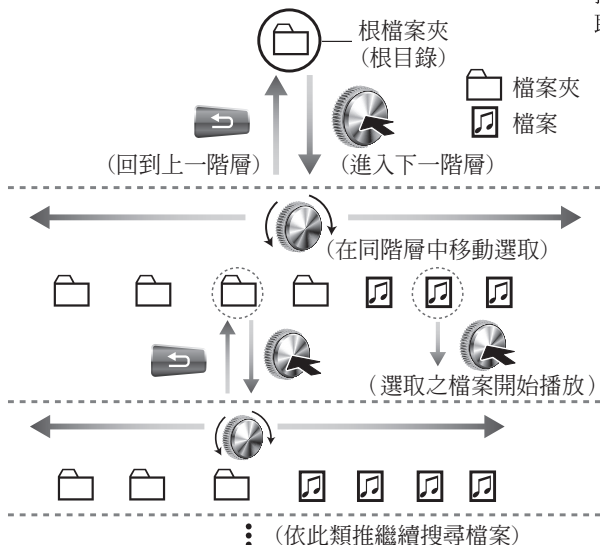 根檔案夾
(根目錄)
檔案夾
檔案
(回到上一階層)
(進入下一階層)
(在同階層中移動選取)
(選取之檔案開始播放)
(依此類推繼續搜尋檔案)